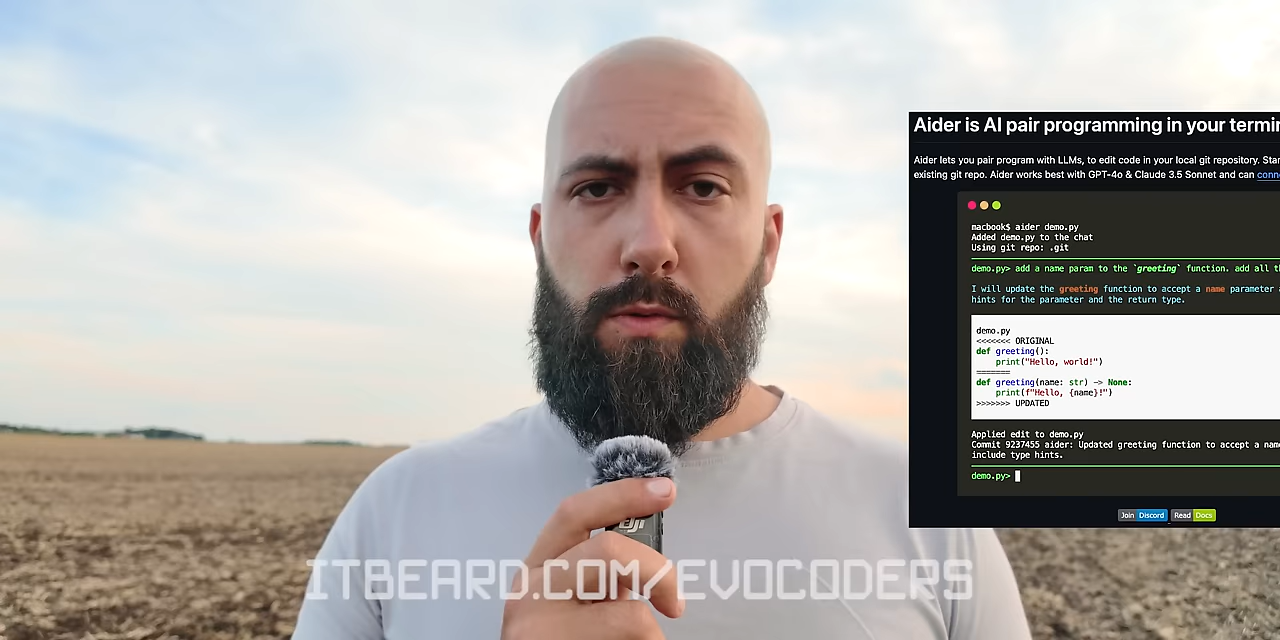 Aider is AI pair programming in your
Aider lets you pair program with LLMs, to edit code in your local git repository.
existing git repo. Aider works best with GPT-4o & Claude 3.5 Sonnet and can
macbook$ aider demo.py
Added demo.py to the chat
Using git repo: .git
demo.py> add a name param to the `greeting` function. add all
I will update the greeting function to accept a name parameter
hints for the parameter and the return type.
demo.py
<<<<<<< ORIGINAL
def greeting():
print("Hello, world!")
=======
def greeting(name: str) -> None:
print(f"Hello, {name}!")
>>>>>>> UPDATED
Applied edit to demo.py
Commit 9237455 aider: Updated greeting function to accept a
include type hints.
demo.py>
Join Discord Read Docs
dji
ITBEARD.COM/EVOCODERS